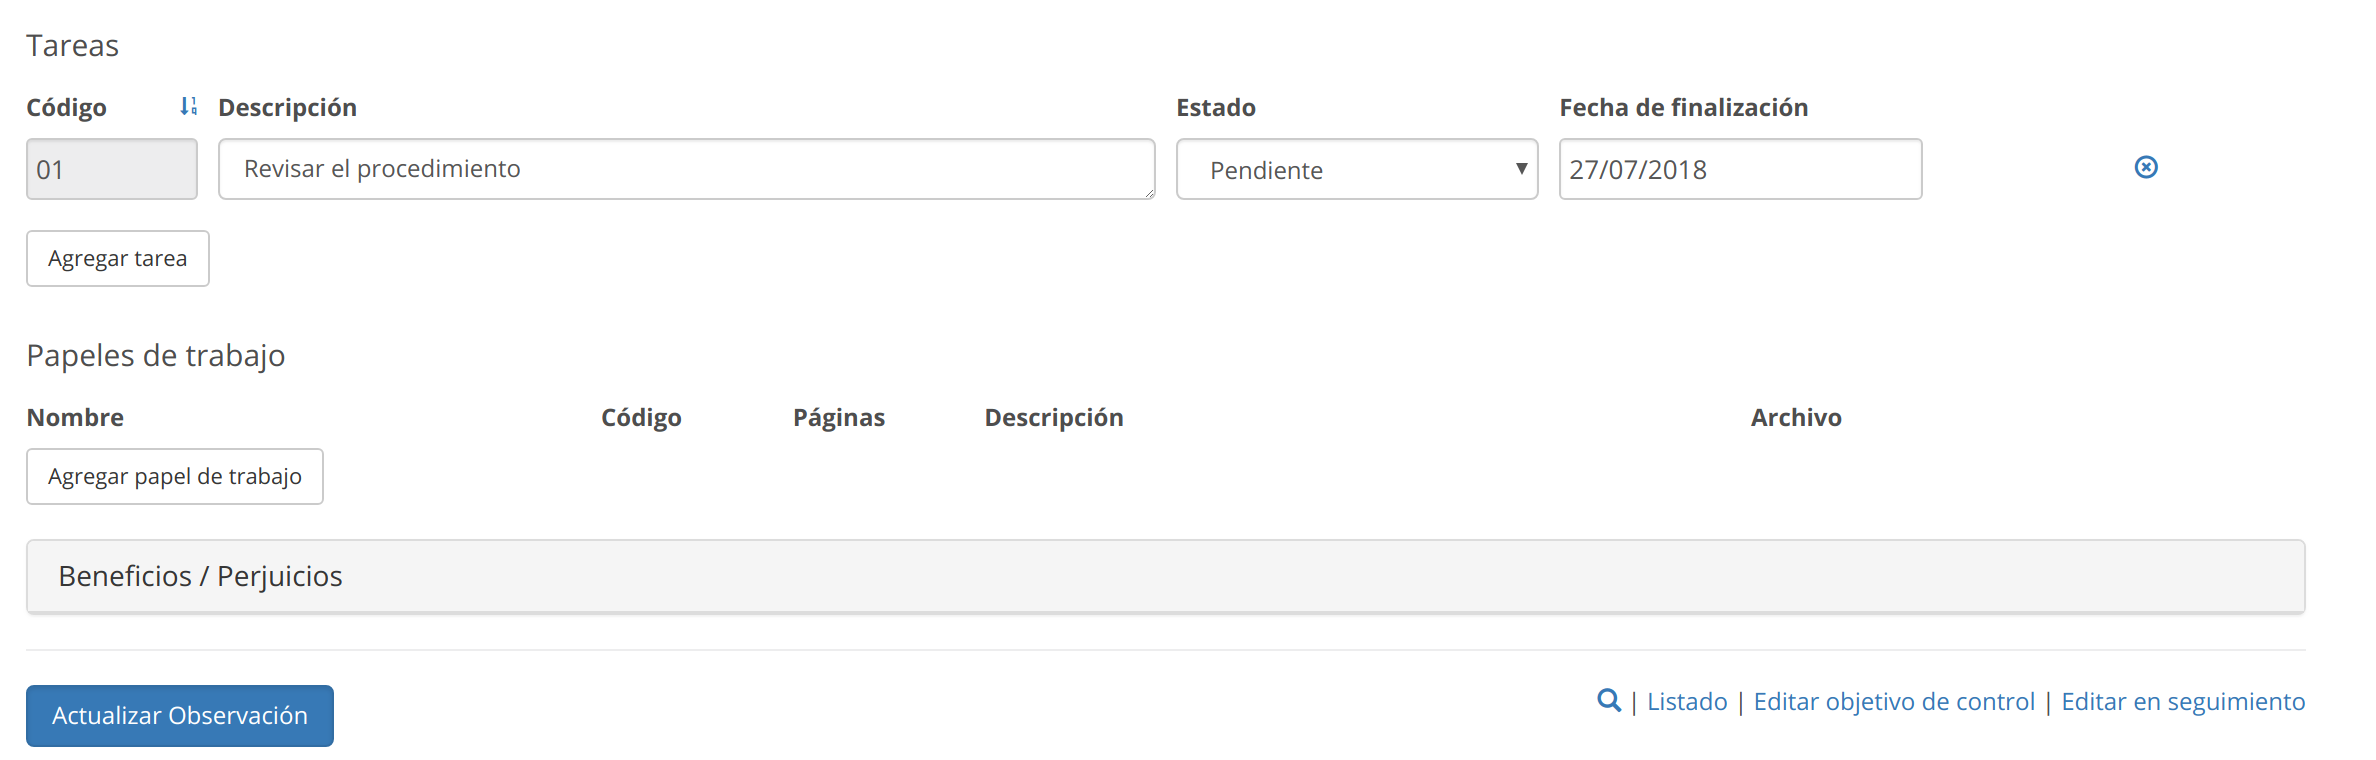 Tareas
Código Descripción Estado Fecha de finalización
01 Revisar el procedimiento Pendiente 27/07/2018
Agregar tarea
Papeles de trabajo
Nombre Código Páginas Descripción Archivo
Agregar papel de trabajo
Beneficios / Perjuicios
Actualizar Observación | Listado | Editar objetivo de control | Editar en seguimiento